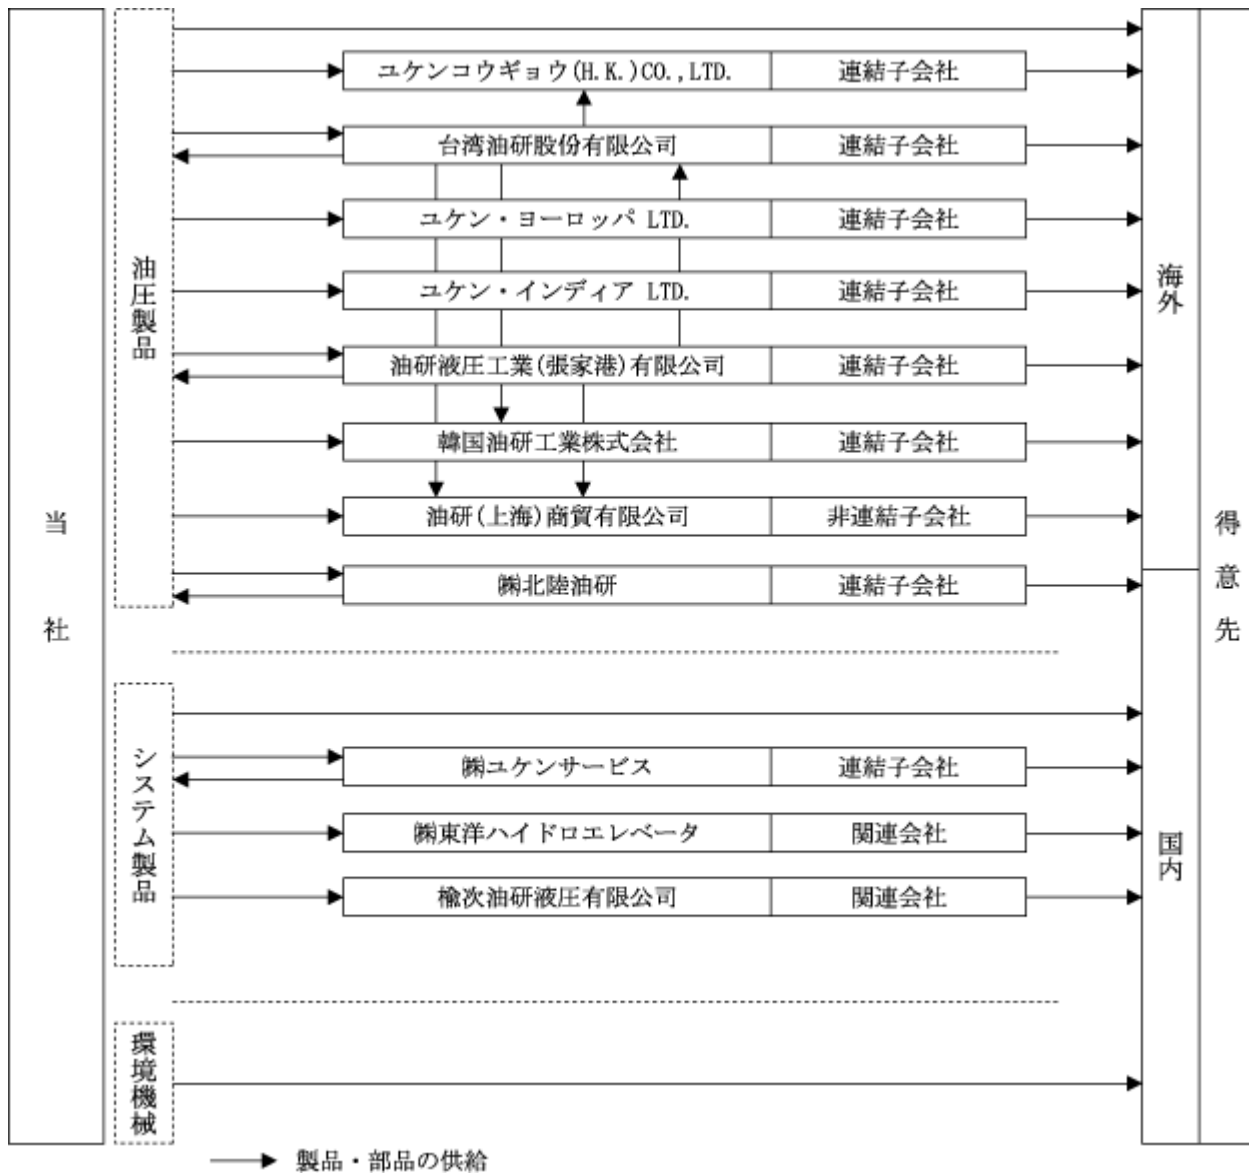 当社
油圧製品
ユケンコウギョウ(H.K.)CO.,LTD. 連結子会社
台湾油研股份有限公司 連結子会社
ユケン・ヨーロッパ LTD. 連結子会社
ユケン・インディア LTD. 連結子会社
油研液圧工業(張家港)有限公司 連結子会社
韓国油研工業株式会社 連結子会社
油研(上海)商貿有限公司 非連結子会社
㈱北陸油研 連結子会社
システム製品
㈱ユケンサービス 連結子会社
㈱東洋ハイドロエレベータ 関連会社
楡次油研液圧有限公司 関連会社
環境機械
海外
国内
得意先
製品・部品の供給